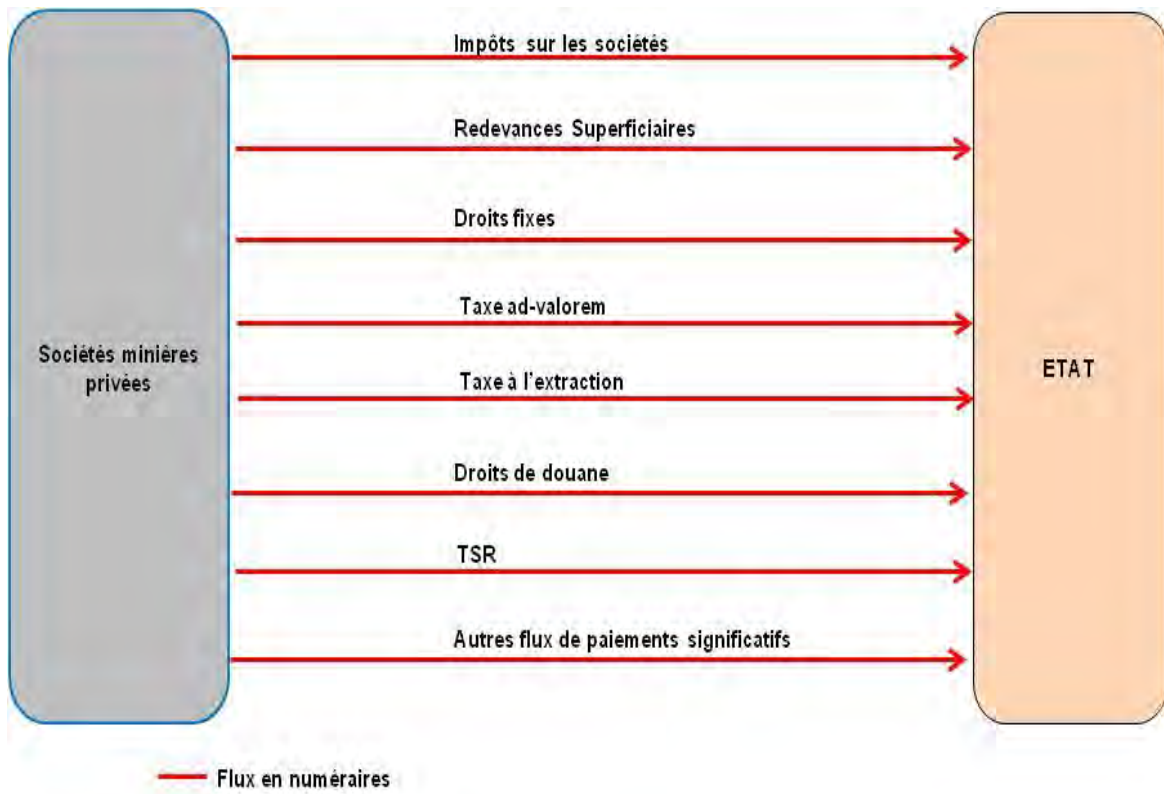 Impôts sur les sociétés
Redevances Superficiaires
Droits fixes
Taxe ad-valorem
Sociétés minières
privées
ETAT
Taxe à l'extraction
Droits de douane
TSR
Autres flux de paiements significatifs
Flux en numéraires